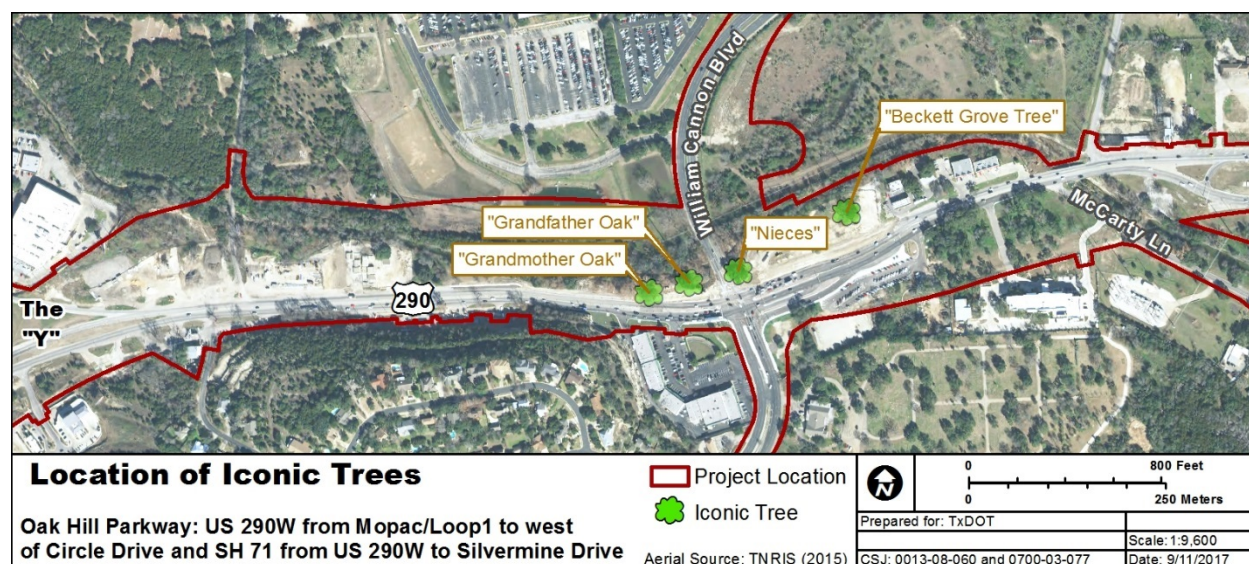 William Cannon Blvd
"Beckett Grove Tree"
"Grandfather Oak"
"Nieces"
McCarty Ln
"Grandmother Oak"
290
The
"Y"
Location of Iconic Trees
Oak Hill Parkway: US 290W from Mopac/Loop1 to west
of Circle Drive and SH 71 from US 290W to Silvermine Drive
Project Location
Iconic Tree
Aerial Source: TNRIS (2015)
N
0 800 Feet
0 250 Meters
Prepared for: TxDOT
Scale: 1:9,600
CSJ: 0013-08-060 and 0700-03-077
Date: 9/11/2017